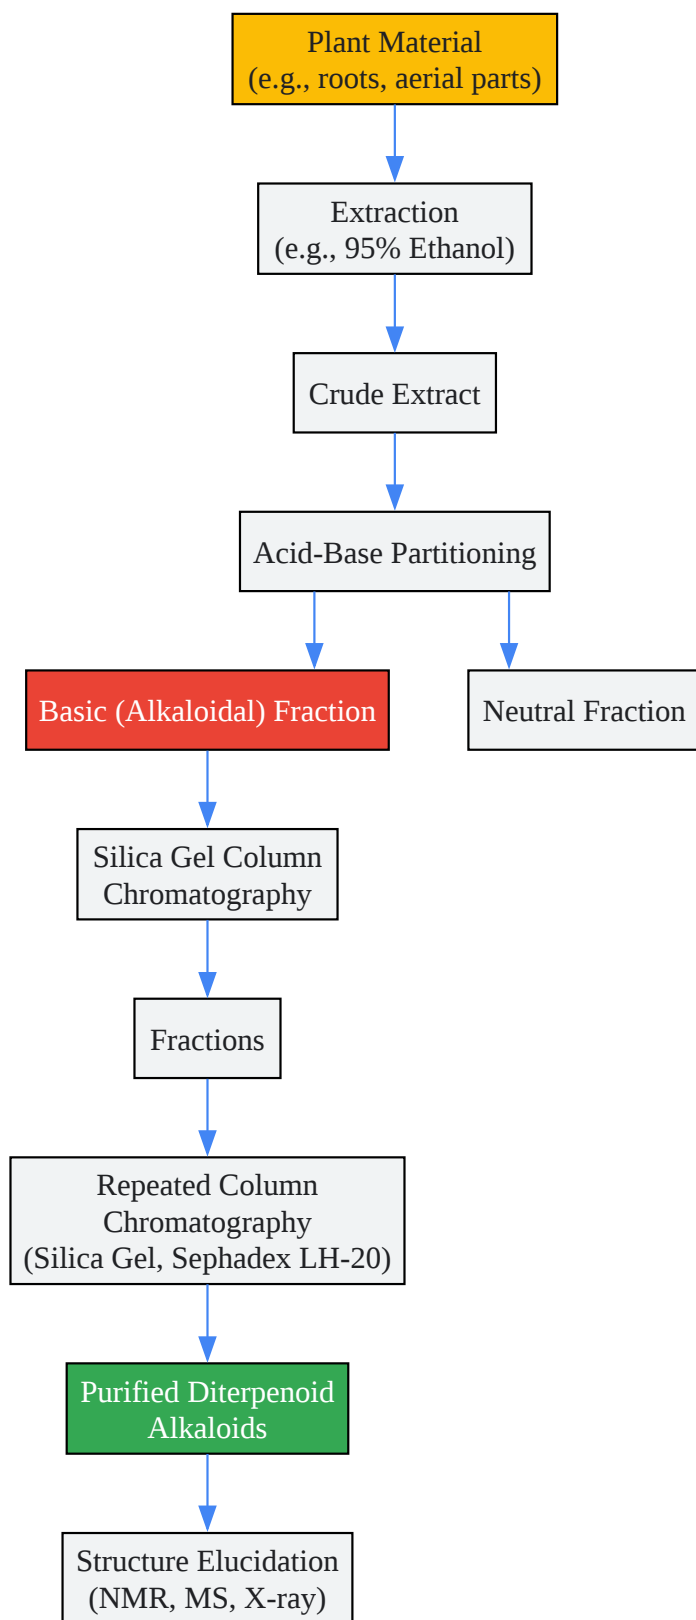 Plant Material
(e.g., roots, aerial parts)
Extraction
(e.g., 95% Ethanol)
Crude Extract
Acid-Base Partitioning
Basic (Alkaloidal) Fraction
Neutral Fraction
Silica Gel Column
Chromatography
Fractions
Repeated Column
Chromatography
(Silica Gel, Sephadex LH-20)
Purified Diterpenoid
Alkaloids
Structure Elucidation
(NMR, MS, X-ray)